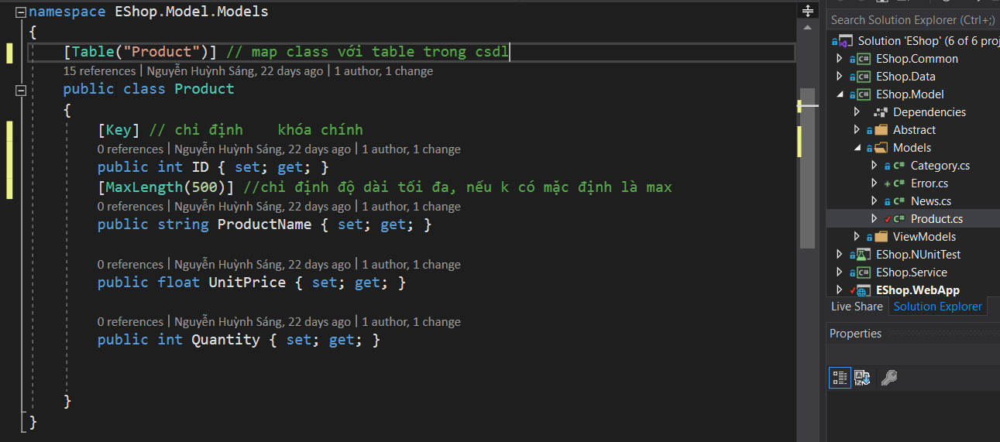 namespace EShop.Model.Models
{
[Table("Product")] // map class với table trong csdl
15 references | Nguyễn Huỳnh Sáng, 22 days ago | 1 author, 1 change
public class Product
{
[Key] // chỉ định    khóa chính
0 references | Nguyễn Huỳnh Sáng, 22 days ago | 1 author, 1 change
public int ID { set; get; }
[MaxLength(500)] //chỉ định độ dài tối đa, nếu k có mặc định là max
0 references | Nguyễn Huỳnh Sáng, 22 days ago | 1 author, 1 change
public string ProductName { set; get; }
0 references | Nguyễn Huỳnh Sáng, 22 days ago | 1 author, 1 change
public float UnitPrice { set; get; }
0 references | Nguyễn Huỳnh Sáng, 22 days ago | 1 author, 1 change
public int Quantity { set; get; }
}
}
Search Solution Explorer (Ctrl+;)
Solution 'EShop' (6 of 6 proj
C# EShop.Common
C# EShop.Data
C# EShop.Model
Dependencies
Abstract
Models
C# Category.cs
C# Error.cs
C# News.cs
C# Product.cs
ViewModels
EShop.NUnitTest
C# EShop.Service
EShop.WebApp
Live Share Solution Explorer
Properties